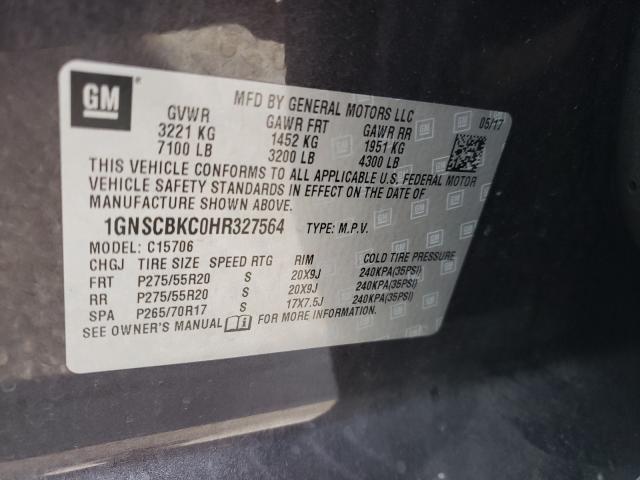 GM
MFD BY GENERAL MOTORS LLC
GVWR GAWR FRT GAWR RR 05/17
3221 KG 1452 KG 1951 KG
7100 LB 3200 LB 4300 LB
THIS VEHICLE CONFORMS TO ALL APPLICABLE U.S. FEDERAL MOTOR
VEHICLE SAFETY STANDARDS IN EFFECT ON THE DATE OF
MANUFACTURE SHOWN ABOVE.
1GNSCBKC0HR327564 TYPE: M.P.V.
MODEL: C15706
CHGJ TIRE SIZE SPEED RTG RIM COLD TIRE PRESSURE
FRT P275/55R20 S 20X9J 240KPA(35PSI)
RR P275/55R20 S 20X9J 240KPA(35PSI)
SPA P265/70R17 S 17X7.5J 240KPA(35PSI)
SEE OWNER'S MANUAL FOR MORE INFORMATION.